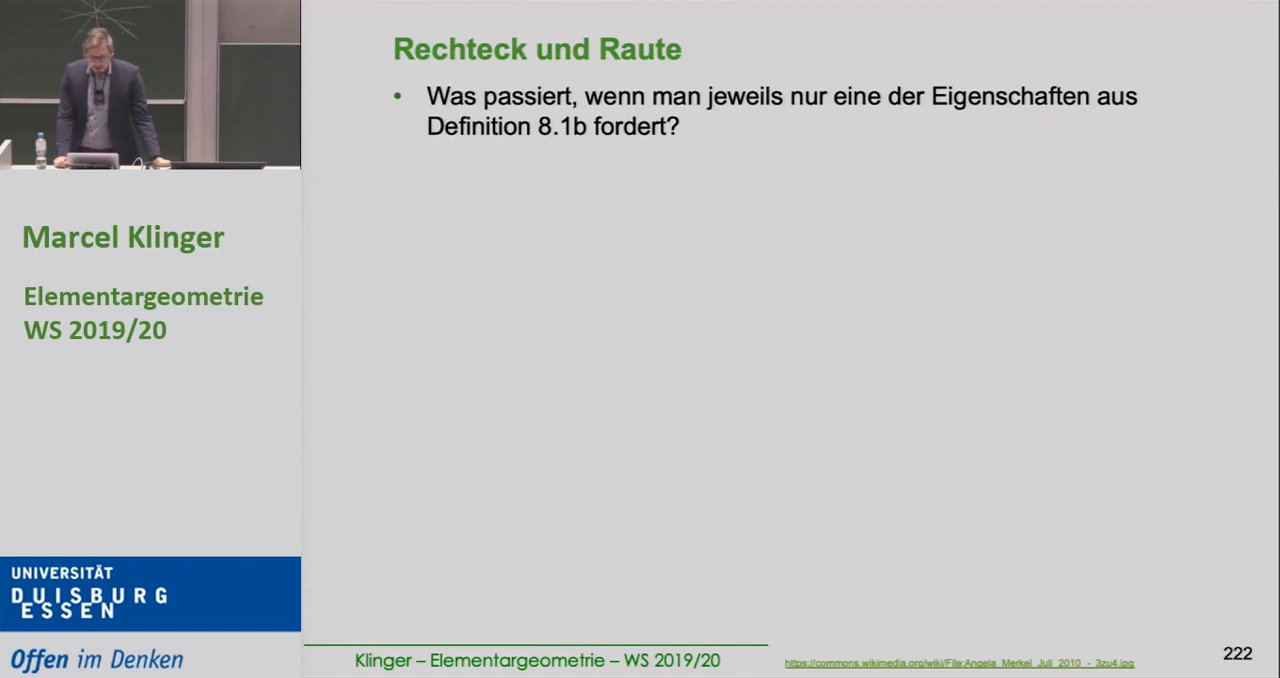 Rechteck und Raute
• Was passiert, wenn man jeweils nur eine der Eigenschaften aus
Definition 8.1b fordert?
Marcel Klinger
Elementargeometrie
WS 2019/20
UNIVERSITÄT
DUISBURG
ESSEN
Offen im Denken
Klinger – Elementargeometrie – WS 2019/20
https://commons.wikimedia.org/wiki/File:Angela_Merkel_Juli_2010_-_3zu4.jpg
222